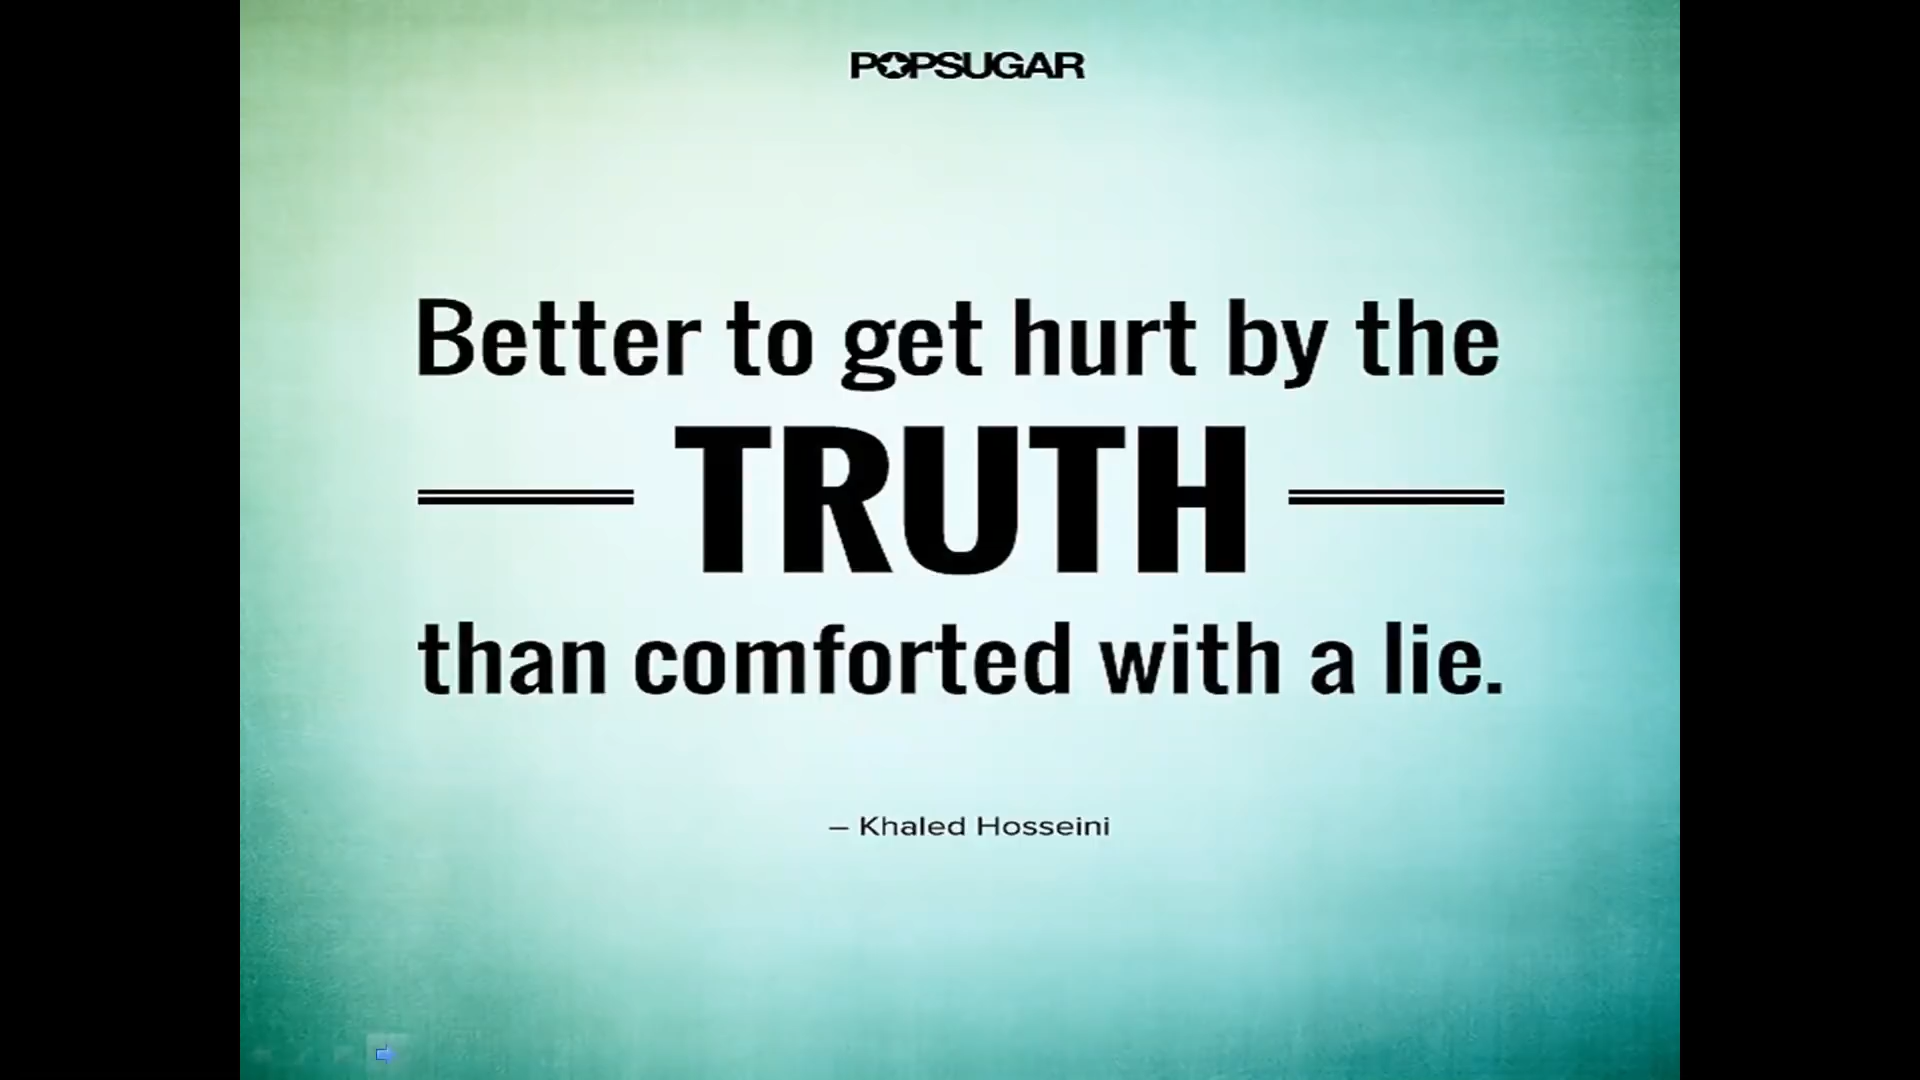 POPSUGAR
Better to get hurt by the
TRUTH
than comforted with a lie.
– Khaled Hosseini